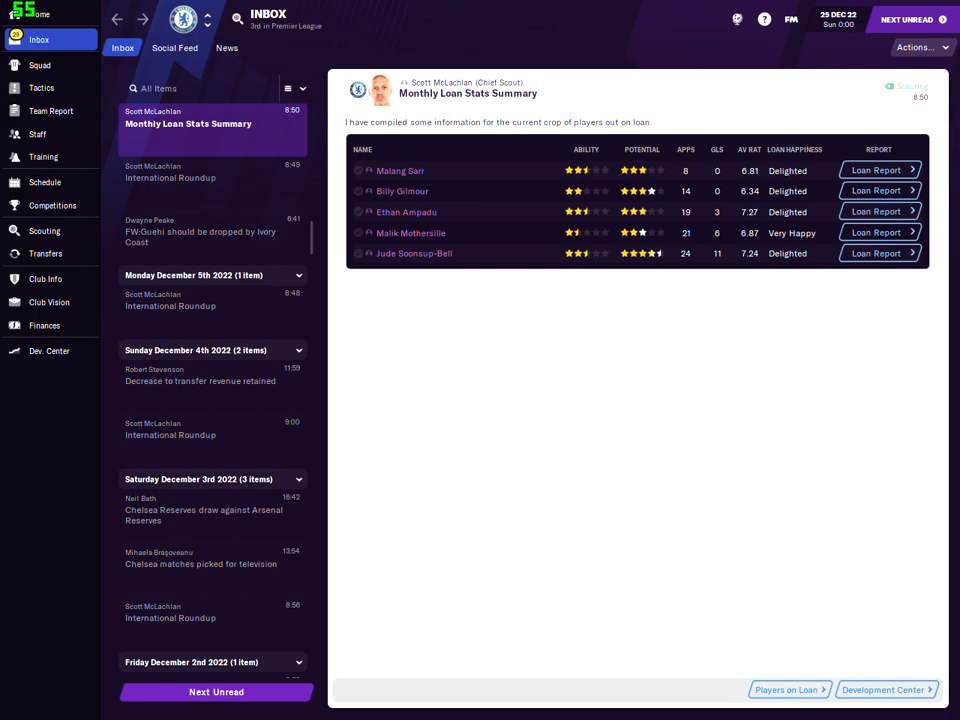 55
ome
INBOX
3rd in Premier League
25 DEC 22
Sun 0:00
NEXT UNREAD
FM
?
Inbox
Social Feed
News
Actions...
Inbox
Squad
Tactics
Team Report
Staff
Training
Schedule
Competitions
Scouting
Transfers
Club Info
Club Vision
Finances
Dev. Center
All Items
Scott McLachlan 8:50
Monthly Loan Stats Summary
Scott McLachlan 8:49
International Roundup
Dwayne Peake 6:41
FW:Guehi should be dropped by Ivory
Coast
Monday December 5th 2022 (1 item)
Scott McLachlan 8:48
International Roundup
Sunday December 4th 2022 (2 items)
Robert Stevenson 11:59
Decrease to transfer revenue retained
Scott McLachlan 9:00
International Roundup
Saturday December 3rd 2022 (3 items)
Neil Bath 16:42
Chelsea Reserves draw against Arsenal
Reserves
Mihaela Braşoveanu 13:54
Chelsea matches picked for television
Scott McLachlan 8:56
International Roundup
Friday December 2nd 2022 (1 item)
Next Unread
Scott McLachlan (Chief Scout)
Monthly Loan Stats Summary
Scouting
8:50
I have compiled some information for the current crop of players out on loan.
NAME ABILITY POTENTIAL APPS GLS AV RAT LOAN HAPPINESS REPORT
Malang Sarr 8 0 6.81 Delighted Loan Report
Billy Gilmour 14 0 6.34 Delighted Loan Report
Ethan Ampadu 19 3 7.27 Delighted Loan Report
Malik Mothersille 21 6 6.87 Very Happy Loan Report
Jude Soonsup-Bell 24 11 7.24 Delighted Loan Report
Players on Loan
Development Center